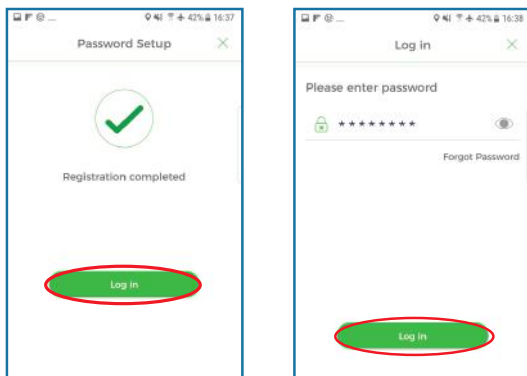 42% 16:37
Password Setup
Registration completed
Log in
42% 16:38
Log in
Please enter password
********
Forgot Password
Log in